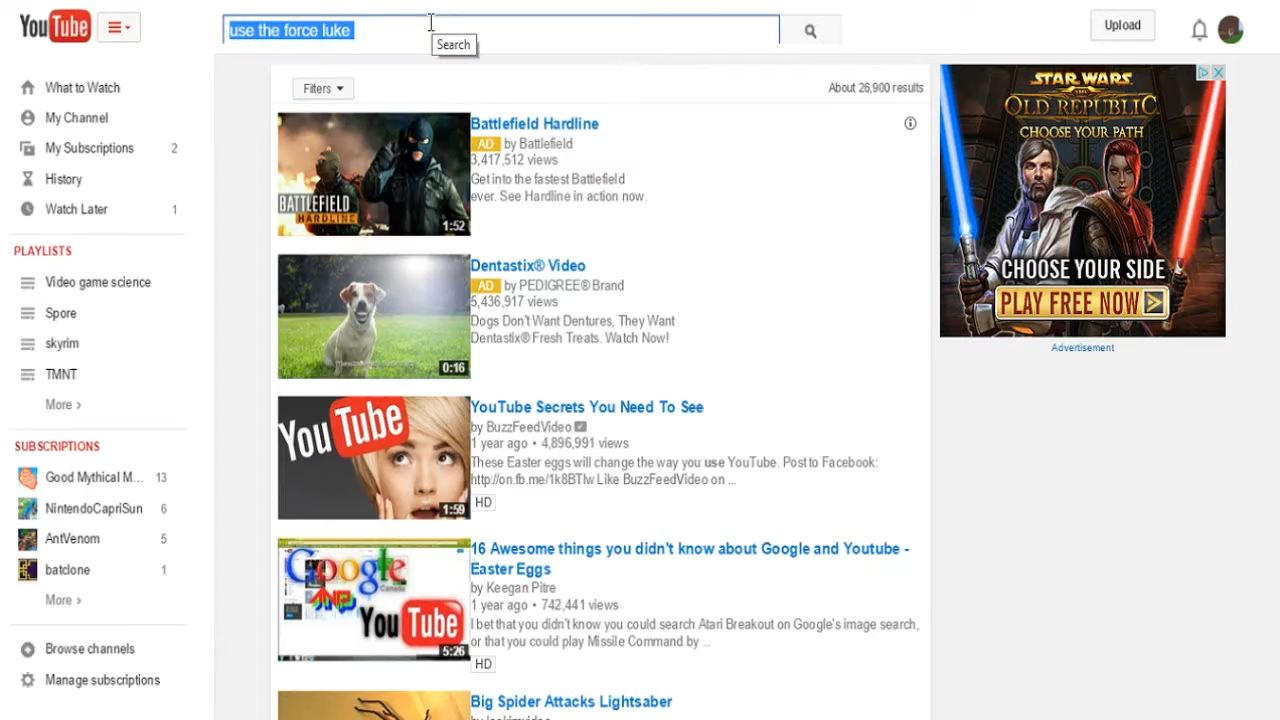 YouTube
use the force luke
Search
Upload
What to Watch
My Channel
My Subscriptions 2
History
Watch Later 1
PLAYLISTS
Video game science
Spore
skyrim
TMNT
More ›
SUBSCRIPTIONS
Good Mythical M... 13
NintendoCapriSun 6
AntVenom 5
batclone 1
More ›
Browse channels
Manage subscriptions
Filters
About 26,900 results
BATTLEFIELD
HARDLINE
1:52
Battlefield Hardline
AD by Battlefield
3,417,512 views
Get into the fastest Battlefield
ever. See Hardline in action now.
0:16
Dentastix® Video
AD by PEDIGREE® Brand
5,436,917 views
Dogs Don't Want Dentures, They Want
Dentastix® Fresh Treats. Watch Now!
YouTube
1:59
YouTube Secrets You Need To See
by BuzzFeedVideo
1 year ago • 4,896,991 views
These Easter eggs will change the way you use YouTube. Post to Facebook:
http://on.fb.me/1k8BTlw Like BuzzFeedVideo on ...
HD
Google
AND
YouTube
5:26
16 Awesome things you didn't know about Google and Youtube -
Easter Eggs
by Keegan Pitre
1 year ago • 742,441 views
I bet that you didn't know you could search Atari Breakout on Google's image search,
or that you could play Missile Command by ...
HD
Big Spider Attacks Lightsaber
STAR WARS
THE OLD REPUBLIC
CHOOSE YOUR PATH
CHOOSE YOUR SIDE
PLAY FREE NOW
Advertisement